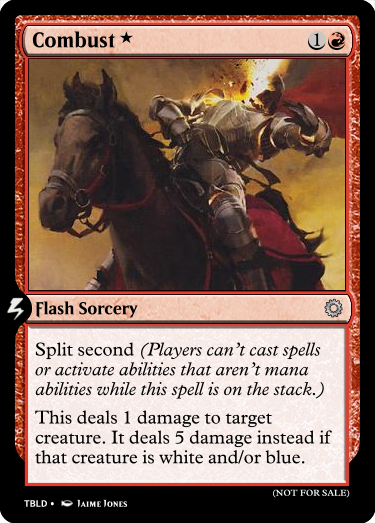 Combust ★ 1
Flash Sorcery
Split second (Players can't cast spells
or activate abilities that aren't mana
abilities while this spell is on the stack.)
This deals 1 damage to target
creature. It deals 5 damage instead if
that creature is white and/or blue.
(NOT FOR SALE)
TBLD • JAIME JONES